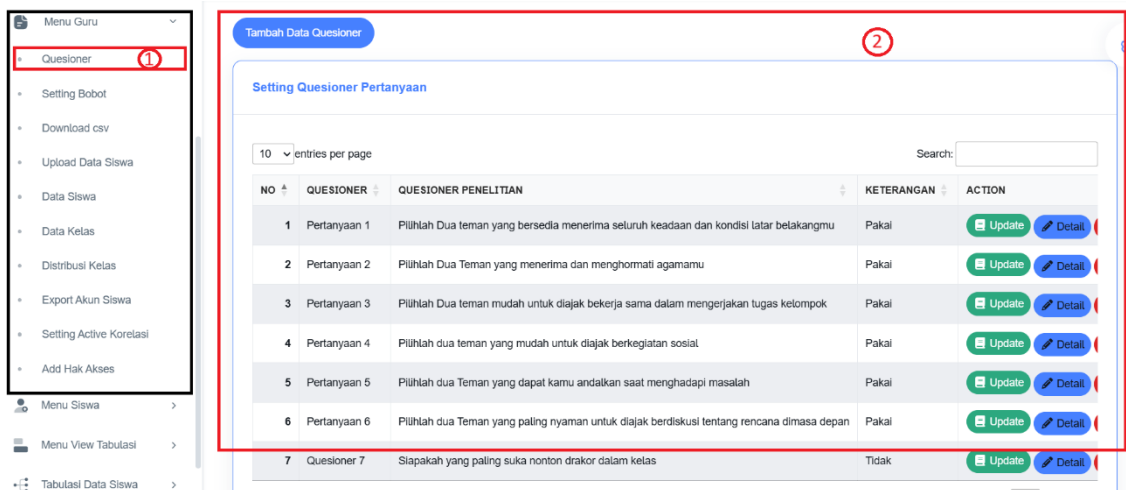 Menu Guru
Quesioner
1
Setting Bobot
Download csv
Upload Data Siswa
Data Siswa
Data Kelas
Distribusi Kelas
Export Akun Siswa
Setting Active Korelasi
Add Hak Akses
Menu Siswa
Menu View Tabulasi
Tabulasi Data Siswa
Tambah Data Quesioner
2
Setting Quesioner Pertanyaan
10 entries per page
Search:
NO QUESIONER QUESIONER PENELITIAN KETERANGAN ACTION
1 Pertanyaan 1 Pilihlah Dua teman yang bersedia menerima seluruh keadaan dan kondisi latar belakangmu Pakai Update Detail
2 Pertanyaan 2 Pilihlah Dua Teman yang menerima dan menghormati agamamu Pakai Update Detail
3 Pertanyaan 3 Pilihlah Dua teman mudah untuk diajak bekerja sama dalam mengerjakan tugas kelompok Pakai Update Detail
4 Pertanyaan 4 Pilihlah dua teman yang mudah untuk diajak berkegiatan sosial Pakai Update Detail
5 Pertanyaan 5 Pilihlah dua Teman yang dapat kamu andalkan saat menghadapi masalah Pakai Update Detail
6 Pertanyaan 6 Pilihlah dua Teman yang paling nyaman untuk diajak berdiskusi tentang rencana dimasa depan Pakai Update Detail
7 Quesioner 7 Siapakah yang paling suka nonton drakor dalam kelas Tidak Update Detail